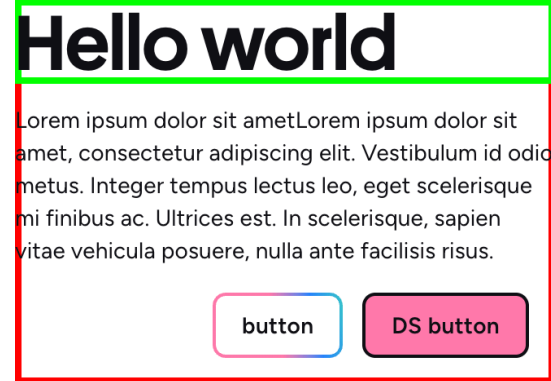 Hello world
Lorem ipsum dolor sit ametLorem ipsum dolor sit
amet, consectetur adipiscing elit. Vestibulum id odio
metus. Integer tempus lectus leo, eget scelerisque
mi finibus ac. Ultrices est. In scelerisque, sapien
vitae vehicula posuere, nulla ante facilisis risus.
button
DS button